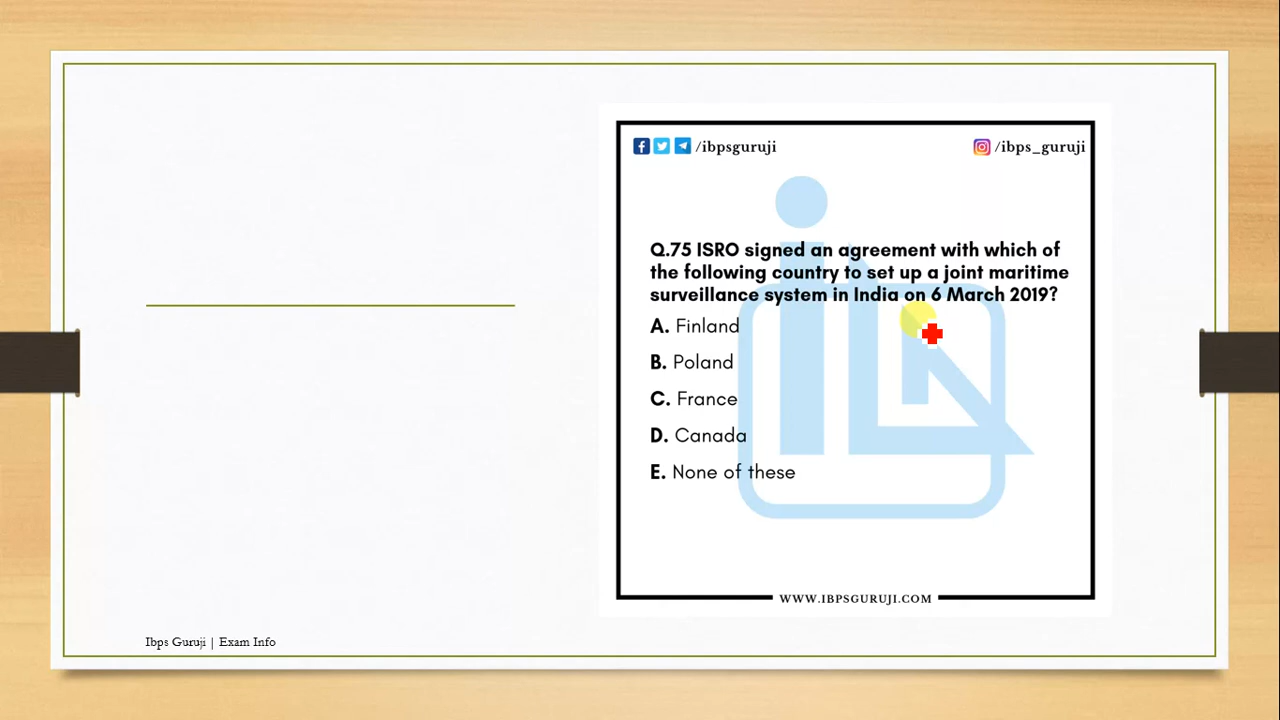 /ibpsguruji
/ibps_guruji
Q.75 ISRO signed an agreement with which of
the following country to set up a joint maritime
surveillance system in India on 6 March 2019?
A. Finland
B. Poland
C. France
D. Canada
E. None of these
WWW.IBPSGURUJI.COM
Ibps Guruji | Exam Info